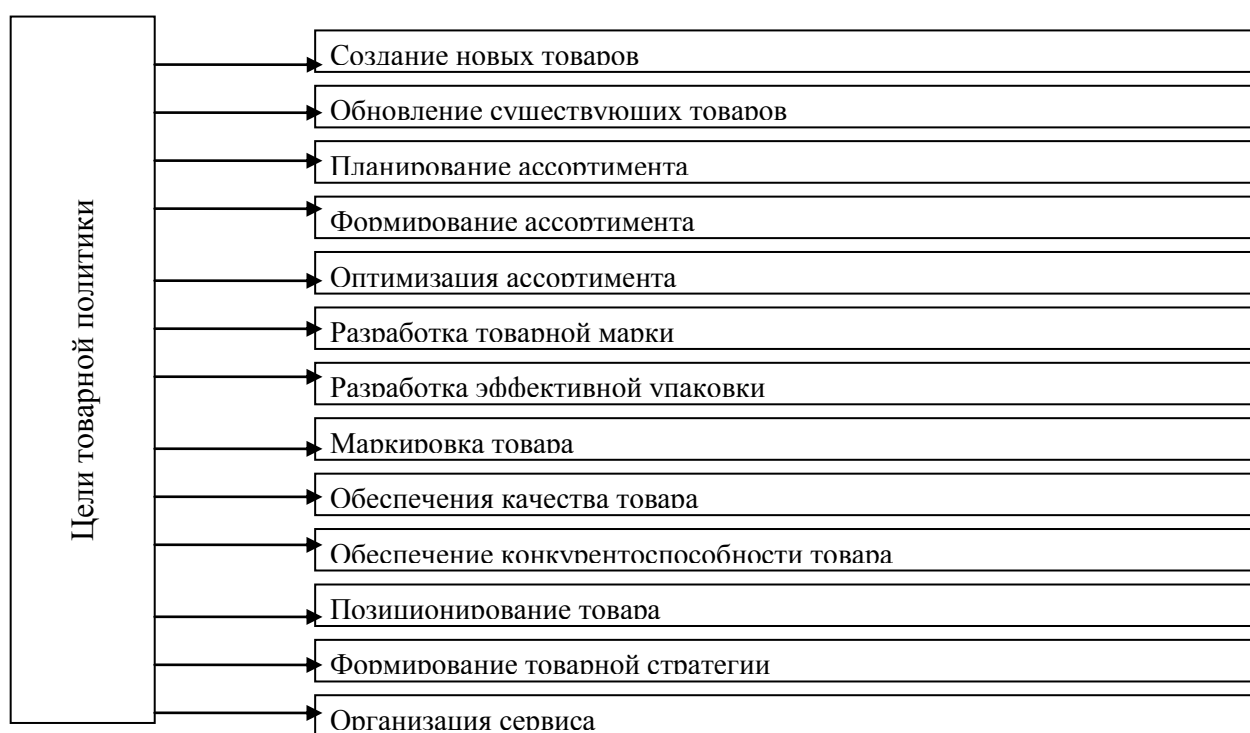 Цели товарной политики
Создание новых товаров
Обновление существующих товаров
Планирование ассортимента
Формирование ассортимента
Оптимизация ассортимента
Разработка товарной марки
Разработка эффективной упаковки
Маркировка товара
Обеспечения качества товара
Обеспечение конкурентоспособности товара
Позиционирование товара
Формирование товарной стратегии
Организация сервиса